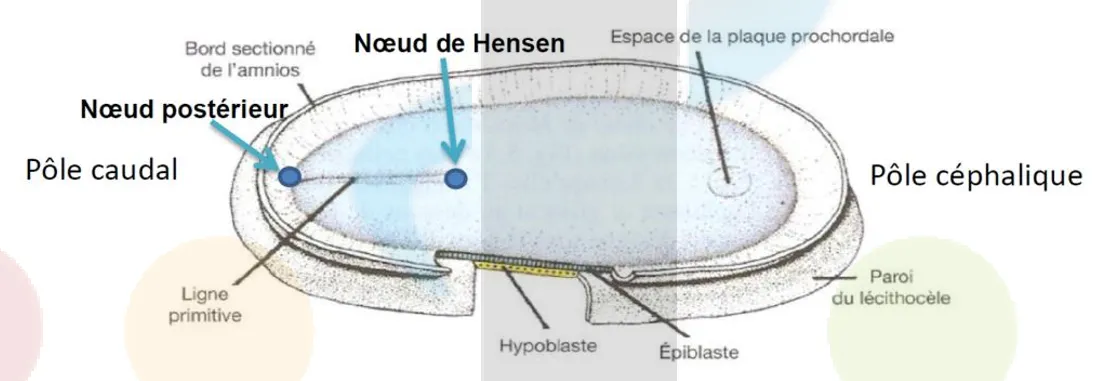 Bord sectionné
de l'amnios
Nœud de Hensen
Espace de la plaque prochordale
Nœud postérieur
Pôle caudal
Pôle céphalique
Ligne
primitive
Hypoblaste
Épiblaste
Paroi
du lécithocèle